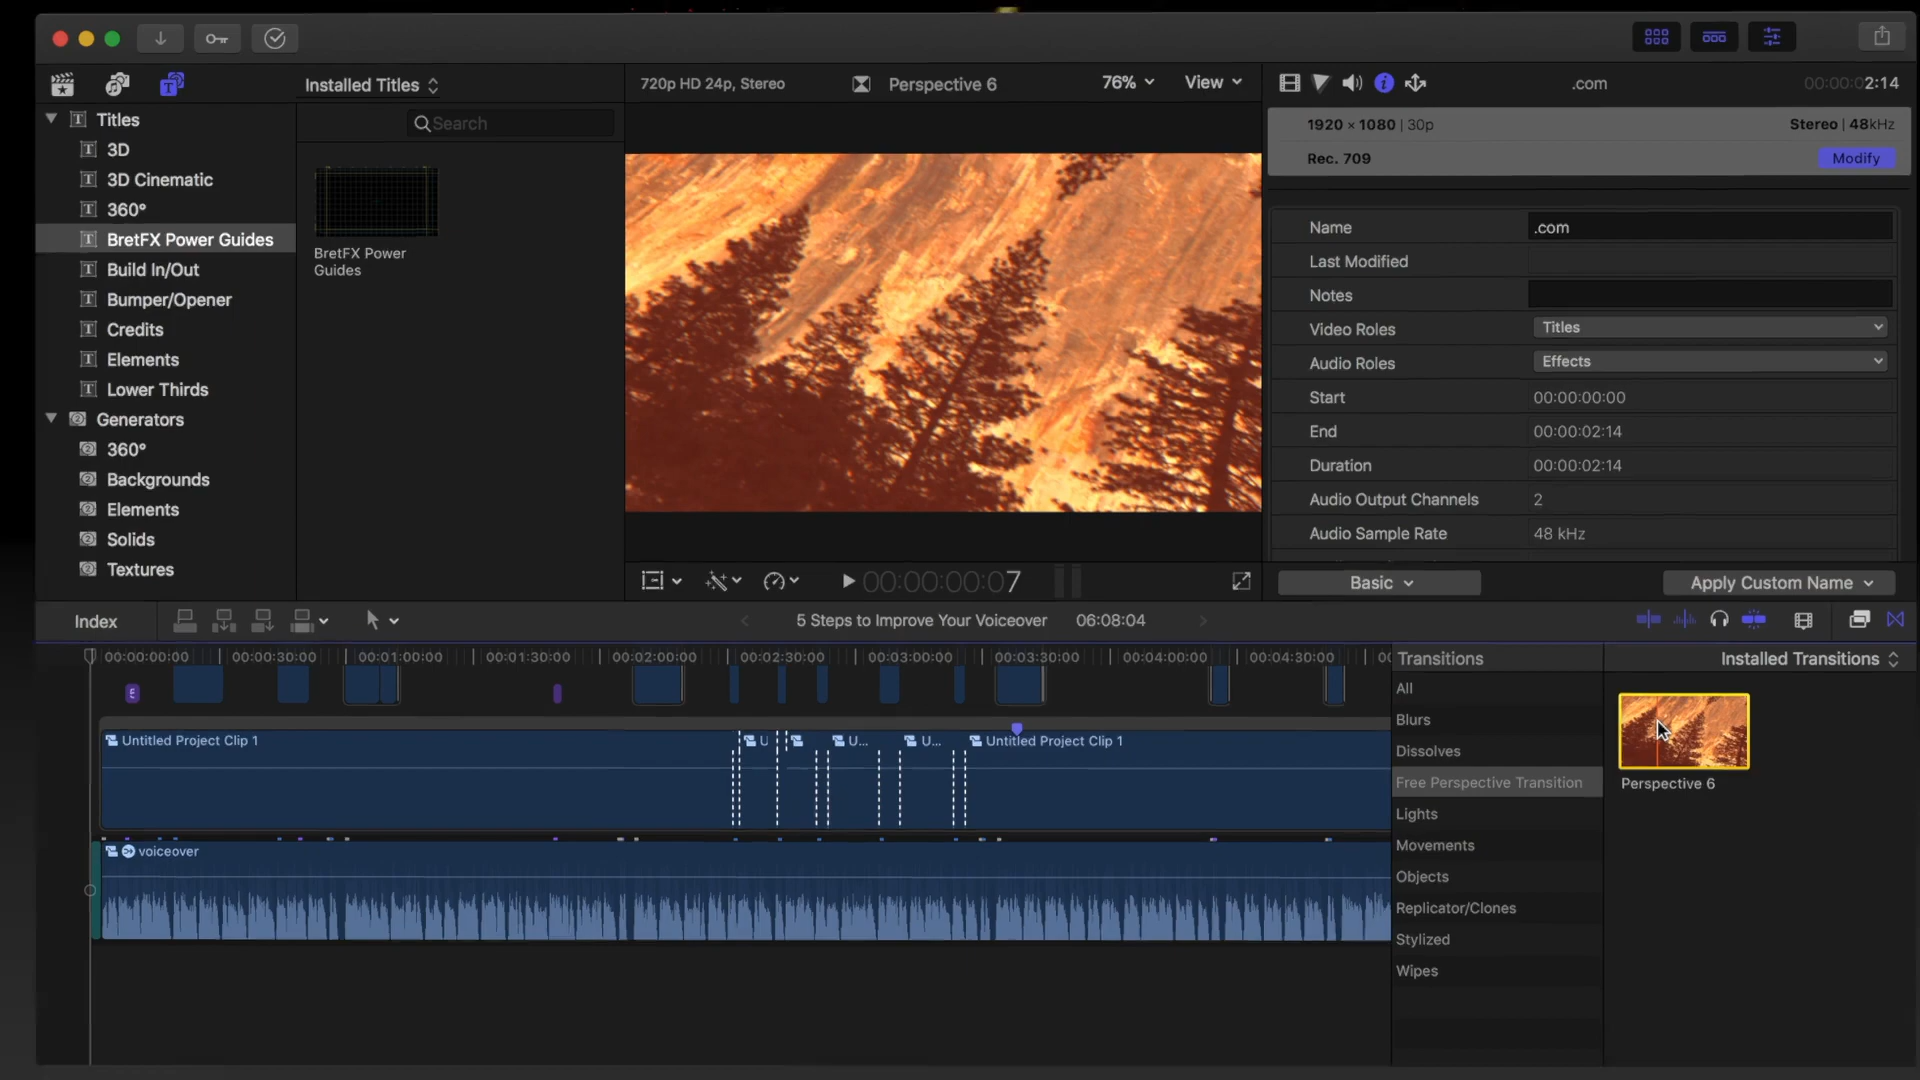 Installed Titles
Search
Titles
3D
3D Cinematic
360°
BretFX Power Guides
Build In/Out
Bumper/Opener
Credits
Elements
Lower Thirds
Generators
360°
Backgrounds
Elements
Solids
Textures
BretFX Power
Guides
720p HD 24p, Stereo
Perspective 6
76%
View
00:00:00:07
.com
00:00:02:14
1920 × 1080 | 30p
Stereo | 48kHz
Rec. 709
Modify
Name .com
Last Modified
Notes
Video Roles Titles
Audio Roles Effects
Start 00:00:00:00
End 00:00:02:14
Duration 00:00:02:14
Audio Output Channels 2
Audio Sample Rate 48 kHz
Basic
Apply Custom Name
Index
5 Steps to Improve Your Voiceover 06:08:04
00:00:00:00 00:00:30:00 00:01:00:00 00:01:30:00 00:02:00:00 00:02:30:00 00:03:00:00 00:03:30:00 00:04:00:00 00:04:30:00 00
Untitled Project Clip 1
U
U...
U...
Untitled Project Clip 1
voiceover
Transitions
All
Blurs
Dissolves
Free Perspective Transition
Lights
Movements
Objects
Replicator/Clones
Stylized
Wipes
Installed Transitions
Perspective 6